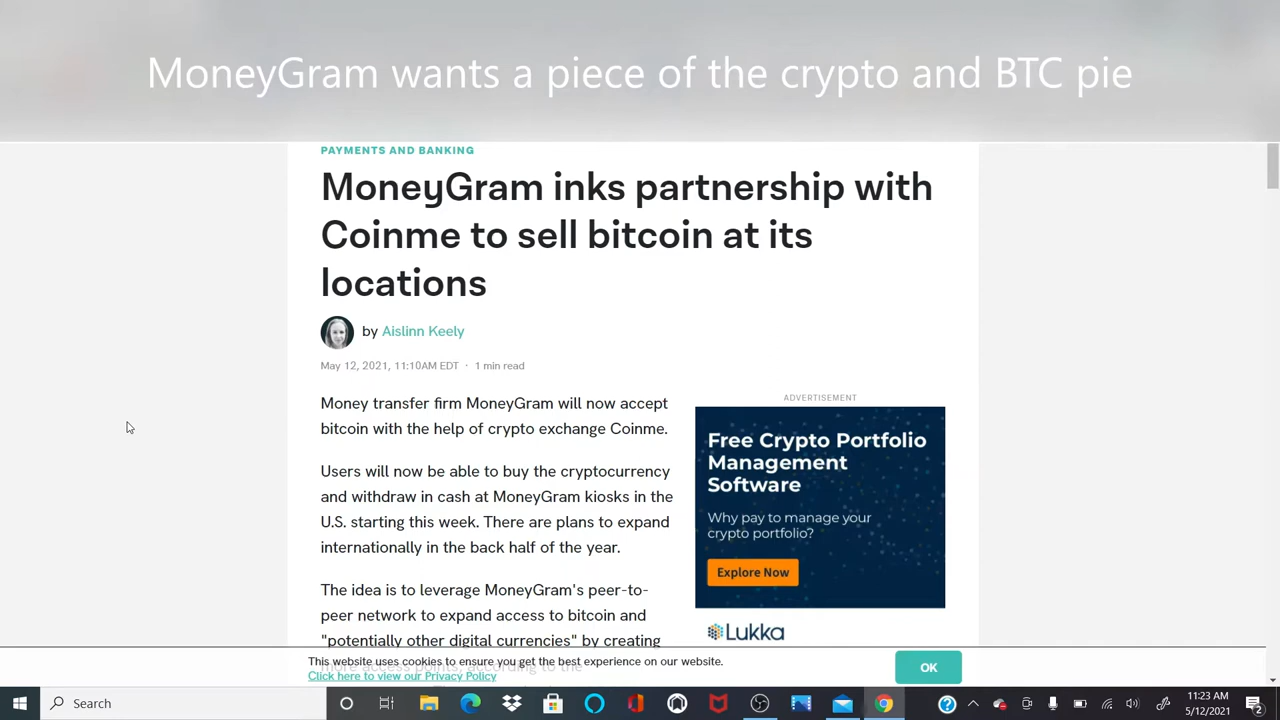 MoneyGram wants a piece of the crypto and BTC pie
PAYMENTS AND BANKING
MoneyGram inks partnership with
Coinme to sell bitcoin at its
locations
by Aislinn Keely
May 12, 2021, 11:10AM EDT · 1 min read
Money transfer firm MoneyGram will now accept
bitcoin with the help of crypto exchange Coinme.
Users will now be able to buy the cryptocurrency
and withdraw in cash at MoneyGram kiosks in the
U.S. starting this week. There are plans to expand
internationally in the back half of the year.
The idea is to leverage MoneyGram's peer-to-
peer network to expand access to bitcoin and
"potentially other digital currencies" by creating
more access points, according to the
ADVERTISEMENT
Free Crypto Portfolio
Management
Software
Why pay to manage your
crypto portfolio?
Explore Now
Lukka
This website uses cookies to ensure you get the best experience on our website.
Click here to view our Privacy Policy
OK
Search
11:23 AM
5/12/2021
2